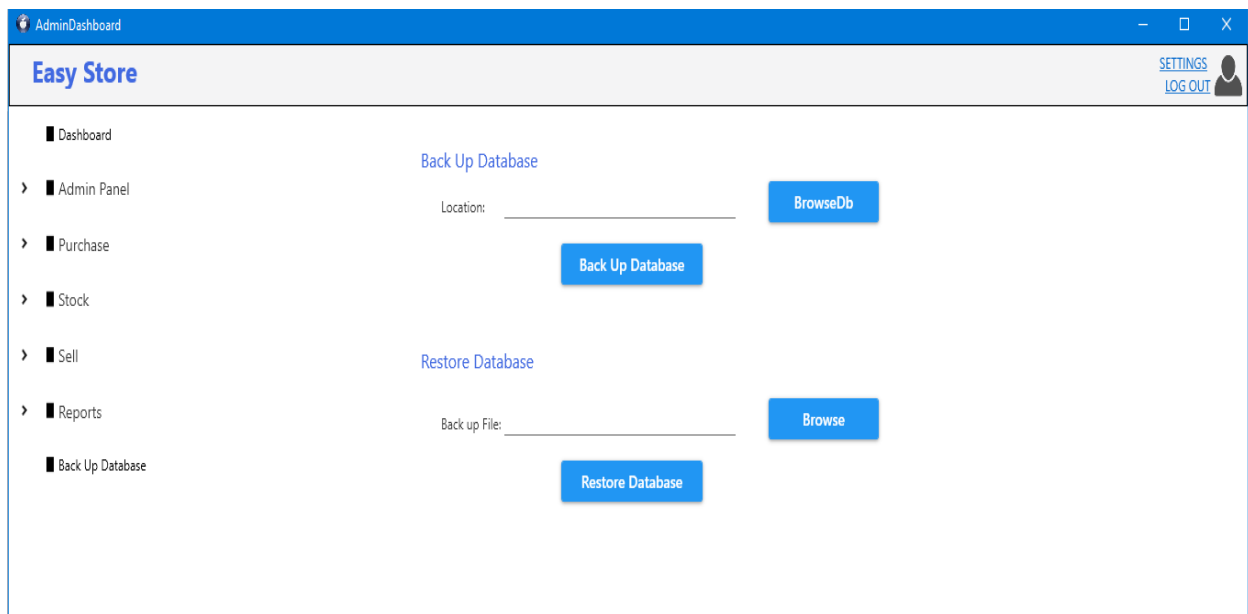 AdminDashboard
Easy Store
SETTINGS
LOG OUT
Dashboard
Admin Panel
Purchase
Stock
Sell
Reports
Back Up Database
Back Up Database
Location:
BrowseDb
Back Up Database
Restore Database
Back up File:
Browse
Restore Database